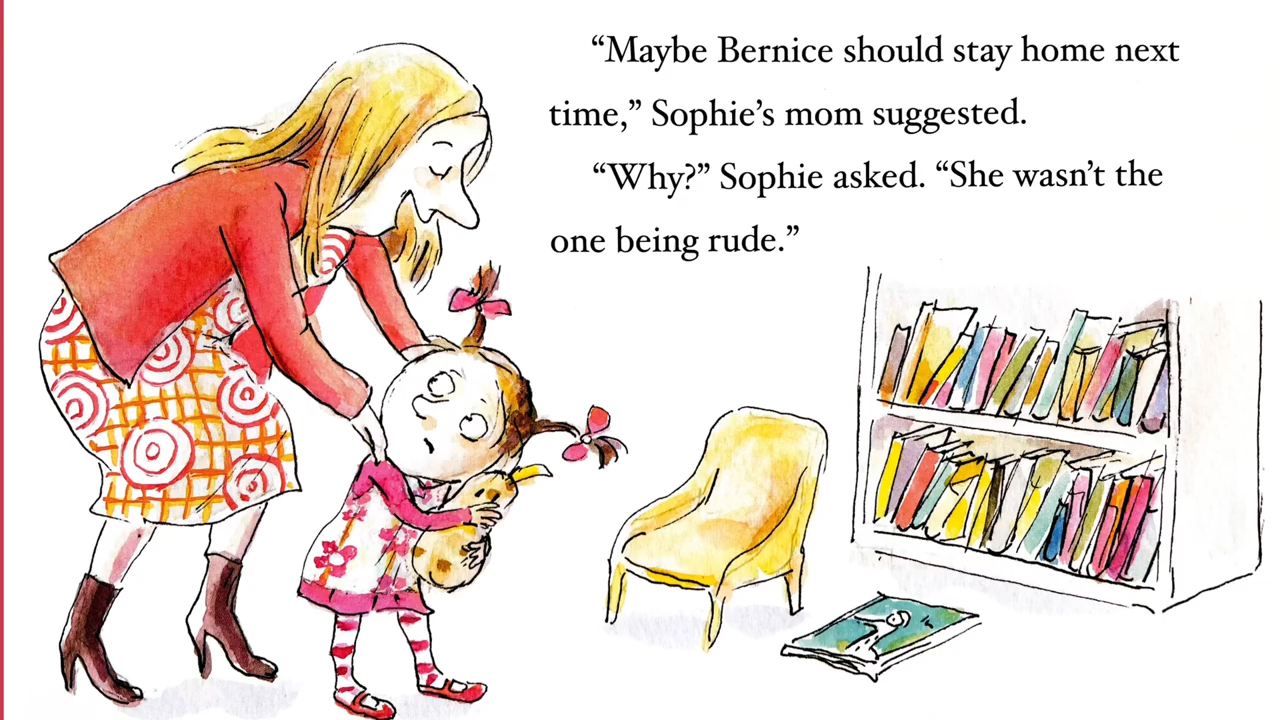 “Maybe Bernice should stay home next
time,” Sophie’s mom suggested.
“Why?” Sophie asked. “She wasn’t the
one being rude.”